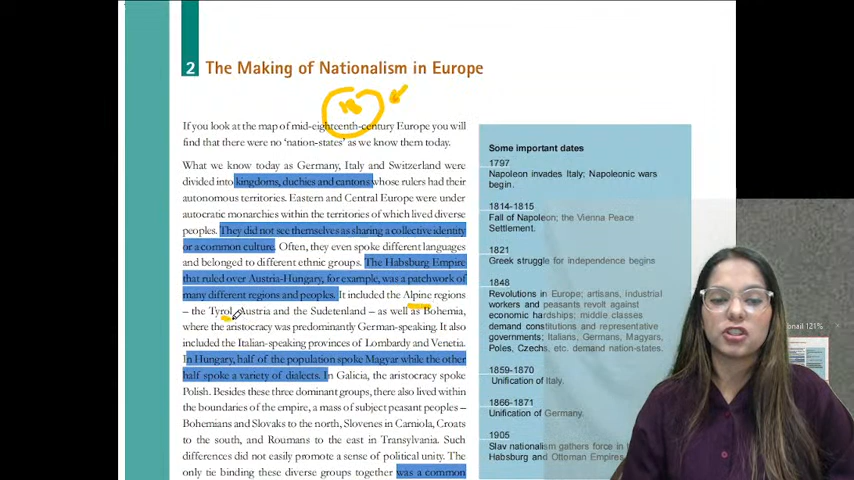 2 The Making of Nationalism in Europe
18
If you look at the map of mid-eighteenth-century Europe you will
find that there were no 'nation-states' as we know them today.
What we know today as Germany, Italy and Switzerland were
divided into kingdoms, duchies and cantons whose rulers had their
autonomous territories. Eastern and Central Europe were under
autocratic monarchies within the territories of which lived diverse
peoples. They did not see themselves as sharing a collective identity
or a common culture. Often, they even spoke different languages
and belonged to different ethnic groups. The Habsburg Empire
that ruled over Austria-Hungary, for example, was a patchwork of
many different regions and peoples. It included the Alpine regions
– the Tyrol, Austria and the Sudetenland – as well as Bohemia,
where the aristocracy was predominantly German-speaking. It also
included the Italian-speaking provinces of Lombardy and Venetia.
In Hungary, half of the population spoke Magyar while the other
half spoke a variety of dialects. In Galicia, the aristocracy spoke
Polish. Besides these three dominant groups, there also lived within
the boundaries of the empire, a mass of subject peasant peoples –
Bohemians and Slovaks to the north, Slovenes in Carniola, Croats
to the south, and Roumans to the east in Transylvania. Such
differences did not easily promote a sense of political unity. The
only tie binding these diverse groups together was a common
Some important dates
1797
Napoleon invades Italy; Napoleonic wars
begin.
1814-1815
Fall of Napoleon; the Vienna Peace
Settlement.
1821
Greek struggle for independence begins
1848
Revolutions in Europe; artisans, industrial
workers and peasants revolt against
economic hardships; middle classes
demand constitutions and representative
governments; Italians, Germans, Magyars,
Poles, Czechs, etc. demand nation-states.
1859-1870
Unification of Italy.
1866-1871
Unification of Germany.
1905
Slav nationalism gathers force in
Habsburg and Ottoman Empires
121%